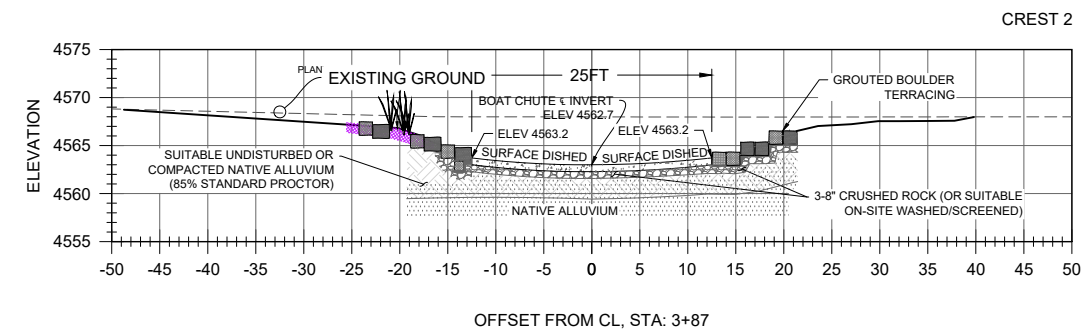 CREST 2
4575
4570
4565
4560
4555
ELEVATION
PLAN
EXISTING GROUND
25FT
BOAT CHUTE ℄ INVERT
ELEV 4562.7
GROUTED BOULDER
TERRACING
ELEV 4563.2
ELEV 4563.2
SURFACE DISHED
SURFACE DISHED
SUITABLE UNDISTURBED OR
COMPACTED NATIVE ALLUVIUM
(85% STANDARD PROCTOR)
3-8" CRUSHED ROCK (OR SUITABLE
ON-SITE WASHED/SCREENED)
NATIVE ALLUVIUM
-50 -45 -40 -35 -30 -25 -20 -15 -10 -5 0 5 10 15 20 25 30 35 40 45 50
OFFSET FROM CL, STA: 3+87